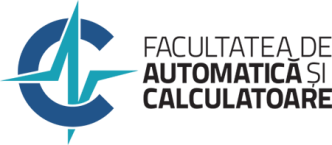 FACULTATEA DE
AUTOMATICĂ ȘI
CALCULATOARE